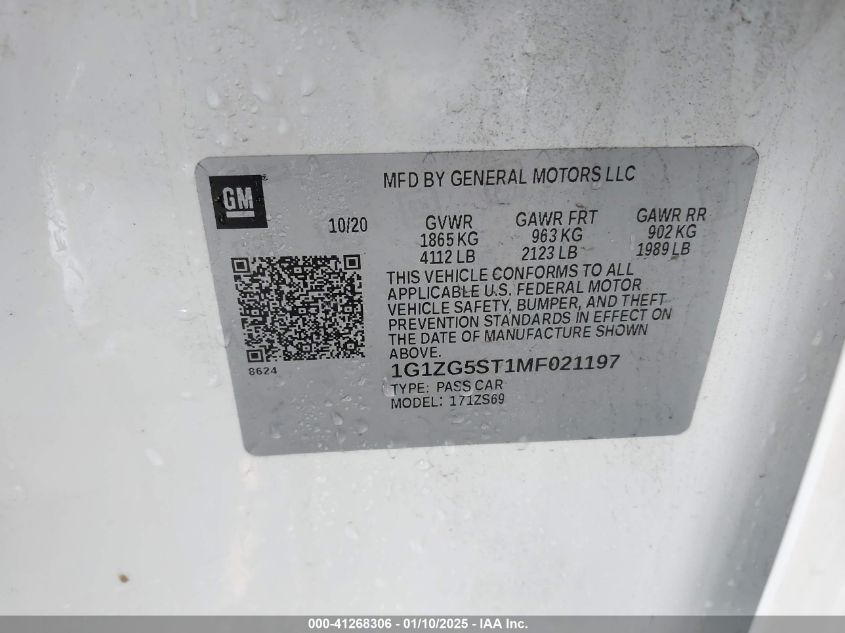 GM
MFD BY GENERAL MOTORS LLC
10/20
GVWR
1865 KG
4112 LB
GAWR FRT
963 KG
2123 LB
GAWR RR
902 KG
1989 LB
THIS VEHICLE CONFORMS TO ALL
APPLICABLE U.S. FEDERAL MOTOR
VEHICLE SAFETY, BUMPER, AND THEFT
PREVENTION STANDARDS IN EFFECT ON
THE DATE OF MANUFACTURE SHOWN
ABOVE.
8624
1G1ZG5ST1MF021197
TYPE: PASS CAR
MODEL: 171ZS69
000-41268306 - 01/10/2025 - IAA Inc.